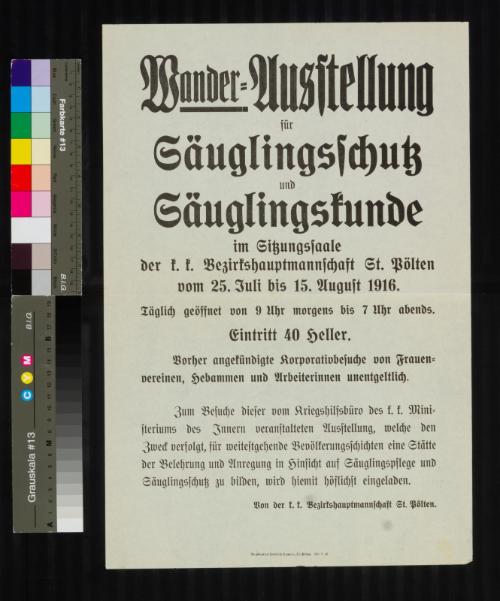 Wander-Ausstellung
für
Säuglingsschutz
und
Säuglingskunde
im Sitzungssaale
der k. k. Bezirkshauptmannschaft St. Pölten
vom 25. Juli bis 15. August 1916.
Täglich geöffnet von 9 Uhr morgens bis 7 Uhr abends.
Eintritt 40 Heller.
Vorher angekündigte Korporativbesuche von Frauen-
vereinen, Hebammen und Arbeiterinnen unentgeltlich.
Zum Besuche dieser vom Kriegshilfsbüro des k. k. Mini-
steriums des Innern veranstalteten Ausstellung, welche den
Zweck verfolgt, für weitestgehende Bevölkerungsschichten eine Stätte
der Belehrung und Anregung in Hinsicht auf Säuglingspflege und
Säuglingsschutz zu bilden, wird hiemit höflichst eingeladen.
Von der k. k. Bezirkshauptmannschaft St. Pölten.
Farbkarte #13
B.I.G.
Grauskala #13
C Y M
B.I.G.
A
M
B